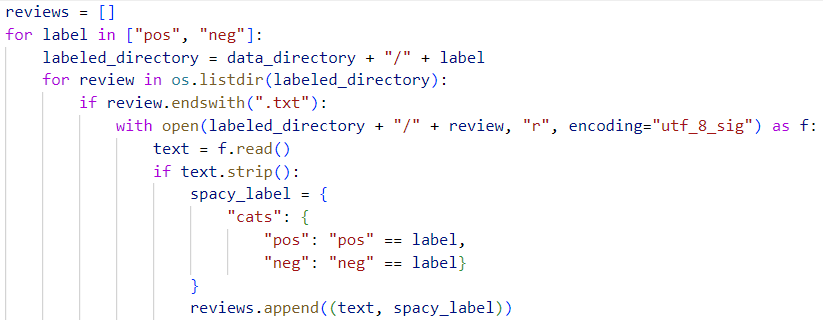 reviews = []
for label in ["pos", "neg"]:
    labeled_directory = data_directory + "/" + label
    for review in os.listdir(labeled_directory):
        if review.endswith(".txt"):
            with open(labeled_directory + "/" + review, "r", encoding="utf_8_sig") as f:
                text = f.read()
                if text.strip():
                    spacy_label = {
                        "cats": {
                            "pos": "pos" == label,
                            "neg": "neg" == label}
                    }
                    reviews.append((text, spacy_label))